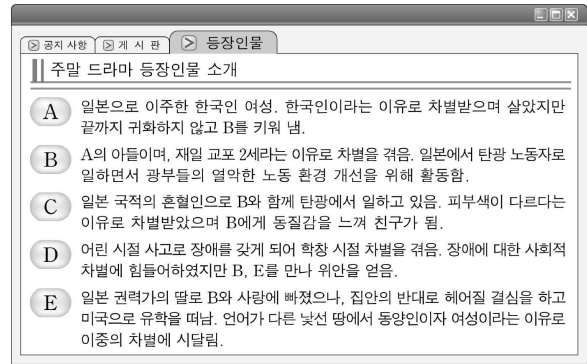 공지 사항 게 시 판 등장인물
주말 드라마 등장인물 소개
A 일본으로 이주한 한국인 여성. 한국인이라는 이유로 차별받으며 살았지만
끝까지 귀화하지 않고 B를 키워 냄.
B A의 아들이며, 재일 교포 2세라는 이유로 차별을 겪음. 일본에서 탄광 노동자로
일하면서 광부들의 열악한 노동 환경 개선을 위해 활동함.
C 일본 국적의 혼혈인으로 B와 함께 탄광에서 일하고 있음. 피부색이 다르다는
이유로 차별받았으며 B에게 동질감을 느껴 친구가 됨.
D 어린 시절 사고로 장애를 갖게 되어 학창 시절 차별을 겪음. 장애에 대한 사회적
차별에 힘들어하였지만 B, E를 만나 위안을 얻음.
E 일본 권력가의 딸로 B와 사랑에 빠졌으나, 집안의 반대로 헤어질 결심을 하고
미국으로 유학을 떠남. 언어가 다른 낯선 땅에서 동양인이자 여성이라는 이유로
이중의 차별에 시달림.